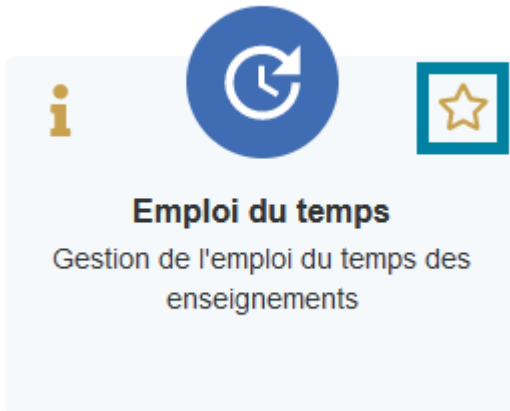 Emploi du temps
Gestion de l'emploi du temps des
enseignements